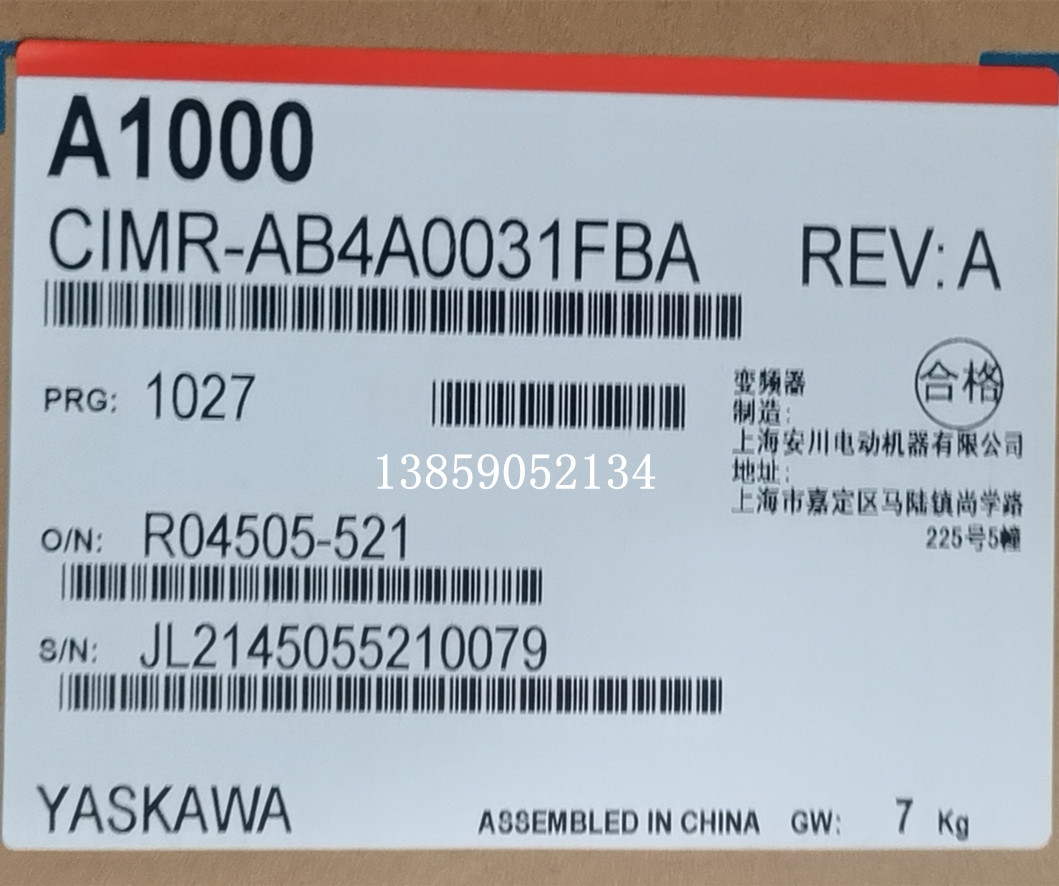 A1000
CIMR-AB4A0031FBA REV: A
PRG: 1027
变频器
合格
制造:
上海安川电动机器有限公司
地址:
上海市嘉定区马陆镇尚学路
225号5幢
13859052134
O/N: R04505-521
S/N: JL2145055210079
YASKAWA
ASSEMBLED IN CHINA GW: 7 Kg